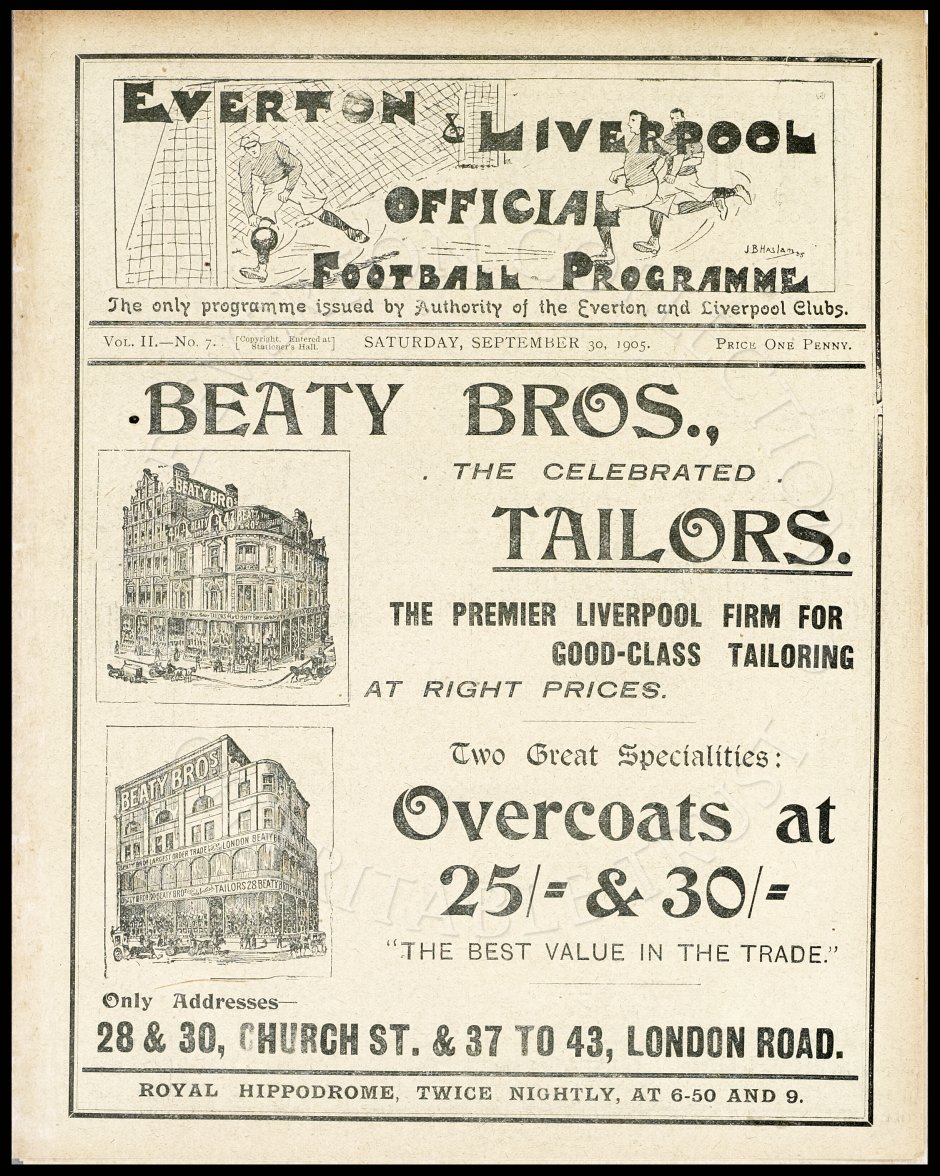 EVERTON & LIVERPOOL
OFFICIAL
FOOTBALL PROGRAMME
J.B Haslam
The only programme issued by Authority of the Everton and Liverpool Clubs.
VOL. II.—No. 7. [Copyright. Entered at Stationer's Hall.] SATURDAY, SEPTEMBER 30, 1905. PRICE ONE PENNY.
BEATY BROS.,
. THE CELEBRATED .
TAILORS.
BEATY BROS
THE PREMIER LIVERPOOL FIRM FOR
GOOD-CLASS TAILORING
AT RIGHT PRICES.
Two Great Specialities:
BEATY BROS
Overcoats at
25/= & 30/=
"THE BEST VALUE IN THE TRADE."
Only Addresses—
28 & 30, CHURCH ST. & 37 TO 43, LONDON ROAD.
ROYAL HIPPODROME, TWICE NIGHTLY, AT 6-50 AND 9.